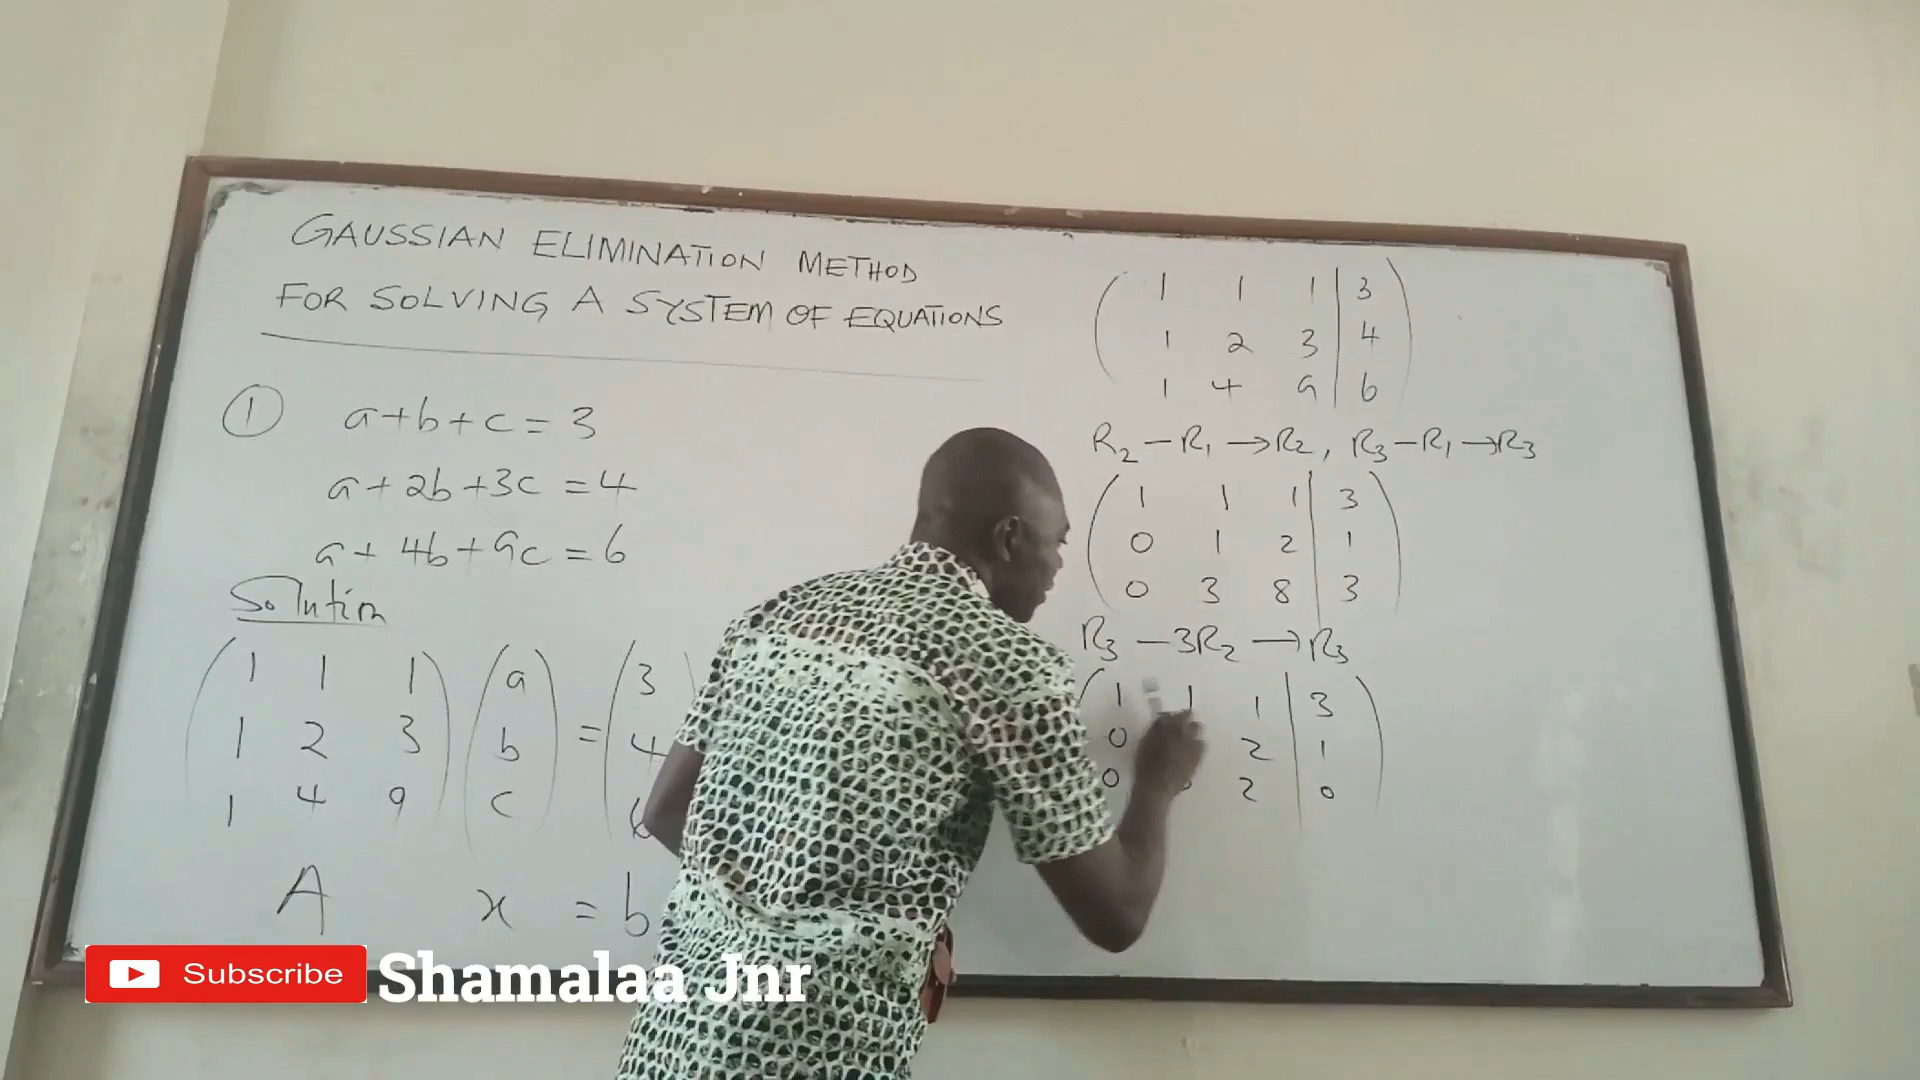 GAUSSIAN ELIMINATION METHOD
FOR SOLVING A SYSTEM OF EQUATIONS
① a+b+c=3
a+2b+3c=4
a+4b+9c=6
Solution
1 1 1 a 3
1 2 3 b = 4
1 4 9 c 6
A x = b
1 1 1 | 3
1 2 3 | 4
1 4 9 | 6
R2 - R1 → R2, R3 - R1 → R3
1 1 1 | 3
0 1 2 | 1
0 3 8 | 3
R3 - 3R2 → R3
1 1 1 | 3
0 2 | 1
0 0 2 | 0
Subscribe Shamalaa Jnr